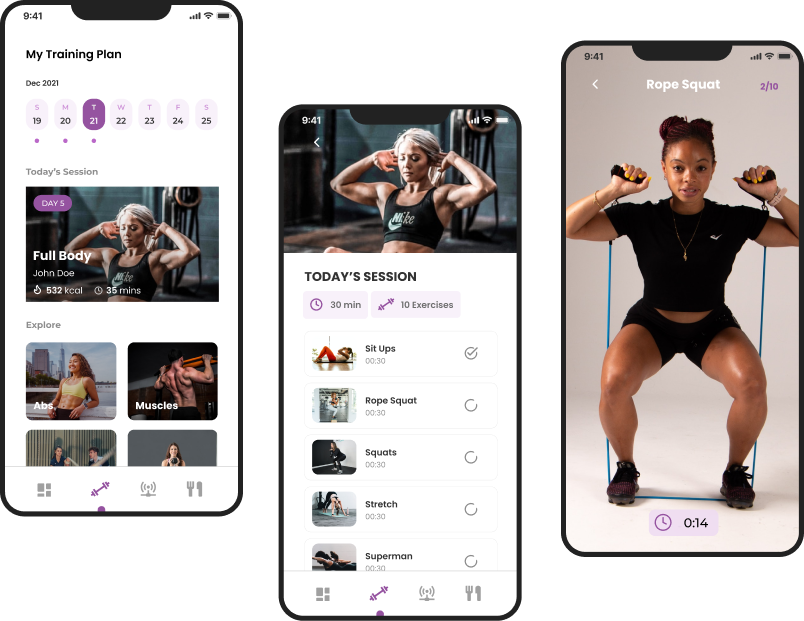 9:41
My Training Plan
Dec 2021
S M T W T F S
19 20 21 22 23 24 25
Today's Session
DAY 5
NIKE
Full Body
John Doe
532 kcal 35 mins
Explore
Abs
Muscles
9:41
NIKE
TODAY'S SESSION
30 min 10 Exercises
Sit Ups
00:30
Rope Squat
00:30
Squats
00:30
Stretch
00:30
Superman
00:30
9:41
Rope Squat 2/10
0:14